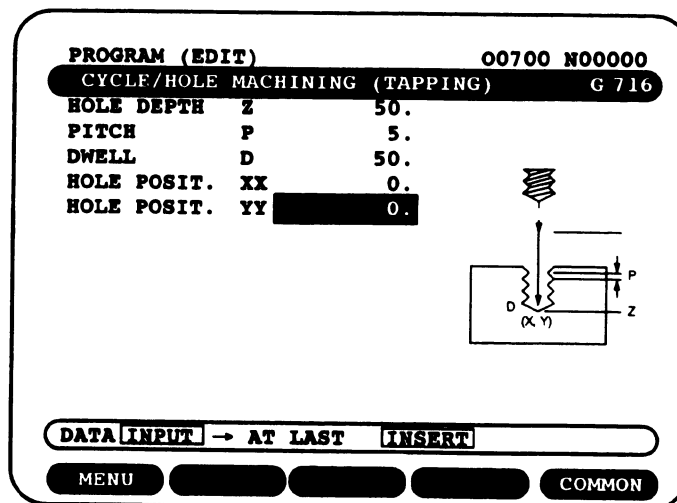 PROGRAM (EDIT) O0700 N00000
CYCLE/HOLE MACHINING (TAPPING) G 716
HOLE DEPTH Z 50.
PITCH P 5.
DWELL D 50.
HOLE POSIT. XX 0.
HOLE POSIT. YY 0.
P
D
Z
(X, Y)
DATA INPUT → AT LAST INSERT
MENU COMMON